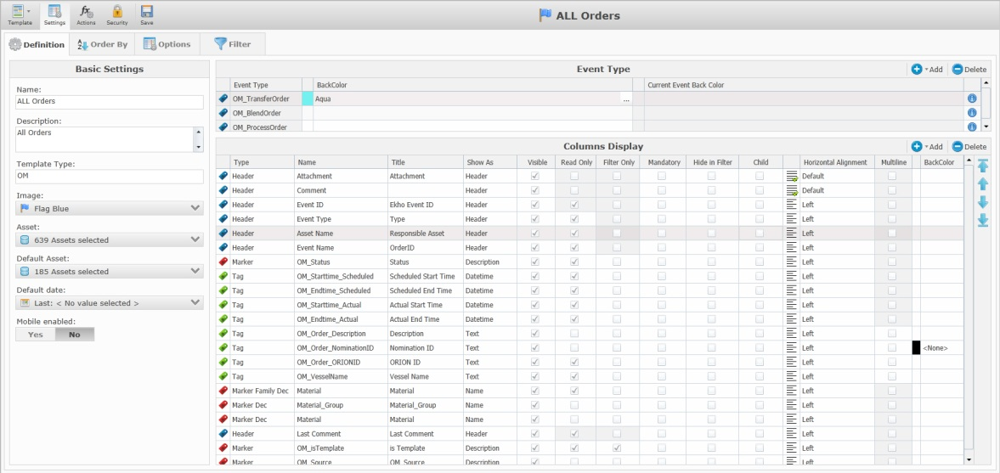 ALL Orders
Template Settings Actions Security Save
Definition Order By Options Filter
Basic Settings
Name:
ALL Orders
Description:
All Orders
Template Type:
OM
Image:
Flag Blue
Asset:
639 Assets selected
Default Asset:
185 Assets selected
Default date:
Last: < No value selected >
Mobile enabled:
Yes No
Event Type Add Delete
Event Type BackColor Current Event Back Color
OM_TransferOrder Aqua ...
OM_BlendOrder
OM_ProcessOrder
Columns Display Add Delete
Type Name Title Show As Visible Read Only Filter Only Mandatory Hide in Filter Child Horizontal Alignment Multiline BackColor
Header Attachment Attachment Header Default
Header Comment Header Default
Header Event ID Ekho Event ID Header Left
Header Event Type Type Header Left
Header Asset Name Responsible Asset Header Left
Header Event Name OrderID Header Left
Marker OM_Status Status Description Left
Tag OM_Starttime_Scheduled Scheduled Start Time Datetime Left
Tag OM_Endtime_Scheduled Scheduled End Time Datetime Left
Tag OM_Starttime_Actual Actual Start Time Datetime Left
Tag OM_Endtime_Actual Actual End Time Datetime Left
Tag OM_Order_Description Description Text Left
Tag OM_Order_NominationID Nomination ID Text Left <None>
Tag OM_Order_ORIONID ORION ID Text Left
Tag OM_VesselName Vessel Name Text Left
Marker Family Dec Material Material Name Left
Marker Dec Material_Group Material_Group Name Left
Marker Dec Material Material Name Left
Header Last Comment Last Comment Header Left
Marker OM_isTemplate is Template Description Left
Marker OM_Source OM_Source Description Left